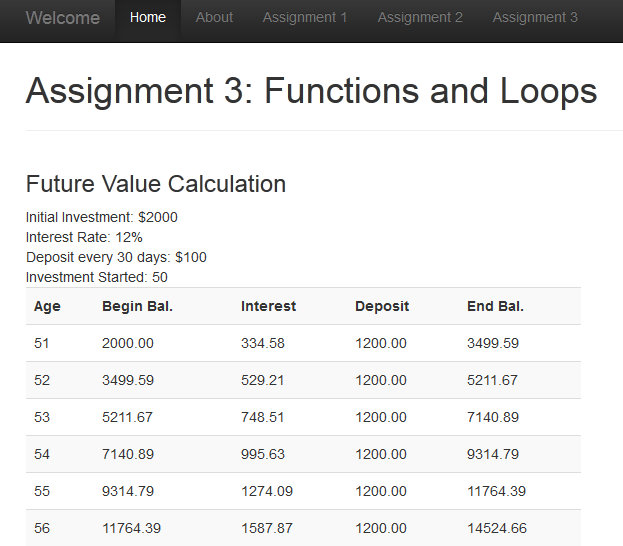 Welcome Home About Assignment 1 Assignment 2 Assignment 3
Assignment 3: Functions and Loops
Future Value Calculation
Initial Investment: $2000
Interest Rate: 12%
Deposit every 30 days: $100
Investment Started: 50
Age Begin Bal. Interest Deposit End Bal.
51 2000.00 334.58 1200.00 3499.59
52 3499.59 529.21 1200.00 5211.67
53 5211.67 748.51 1200.00 7140.89
54 7140.89 995.63 1200.00 9314.79
55 9314.79 1274.09 1200.00 11764.39
56 11764.39 1587.87 1200.00 14524.66